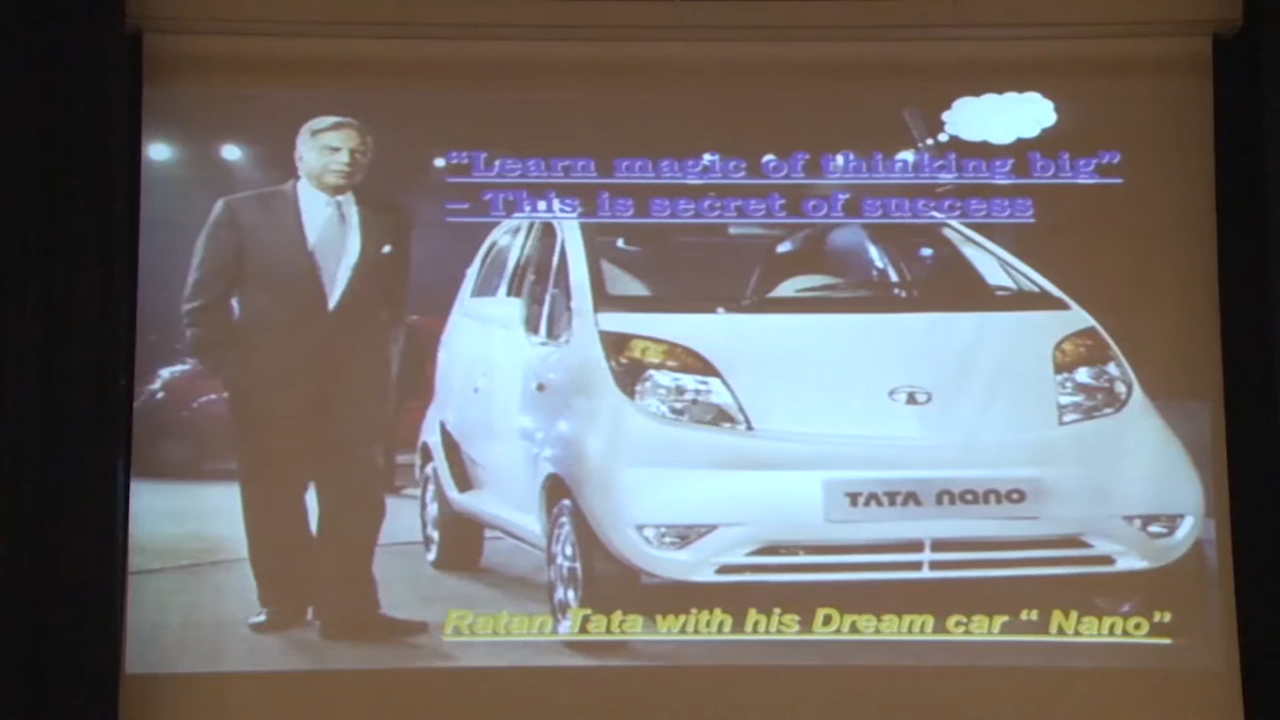 “Learn magic of thinking big”
– This is secret of success
TATA nano
Ratan Tata with his Dream car “ Nano”